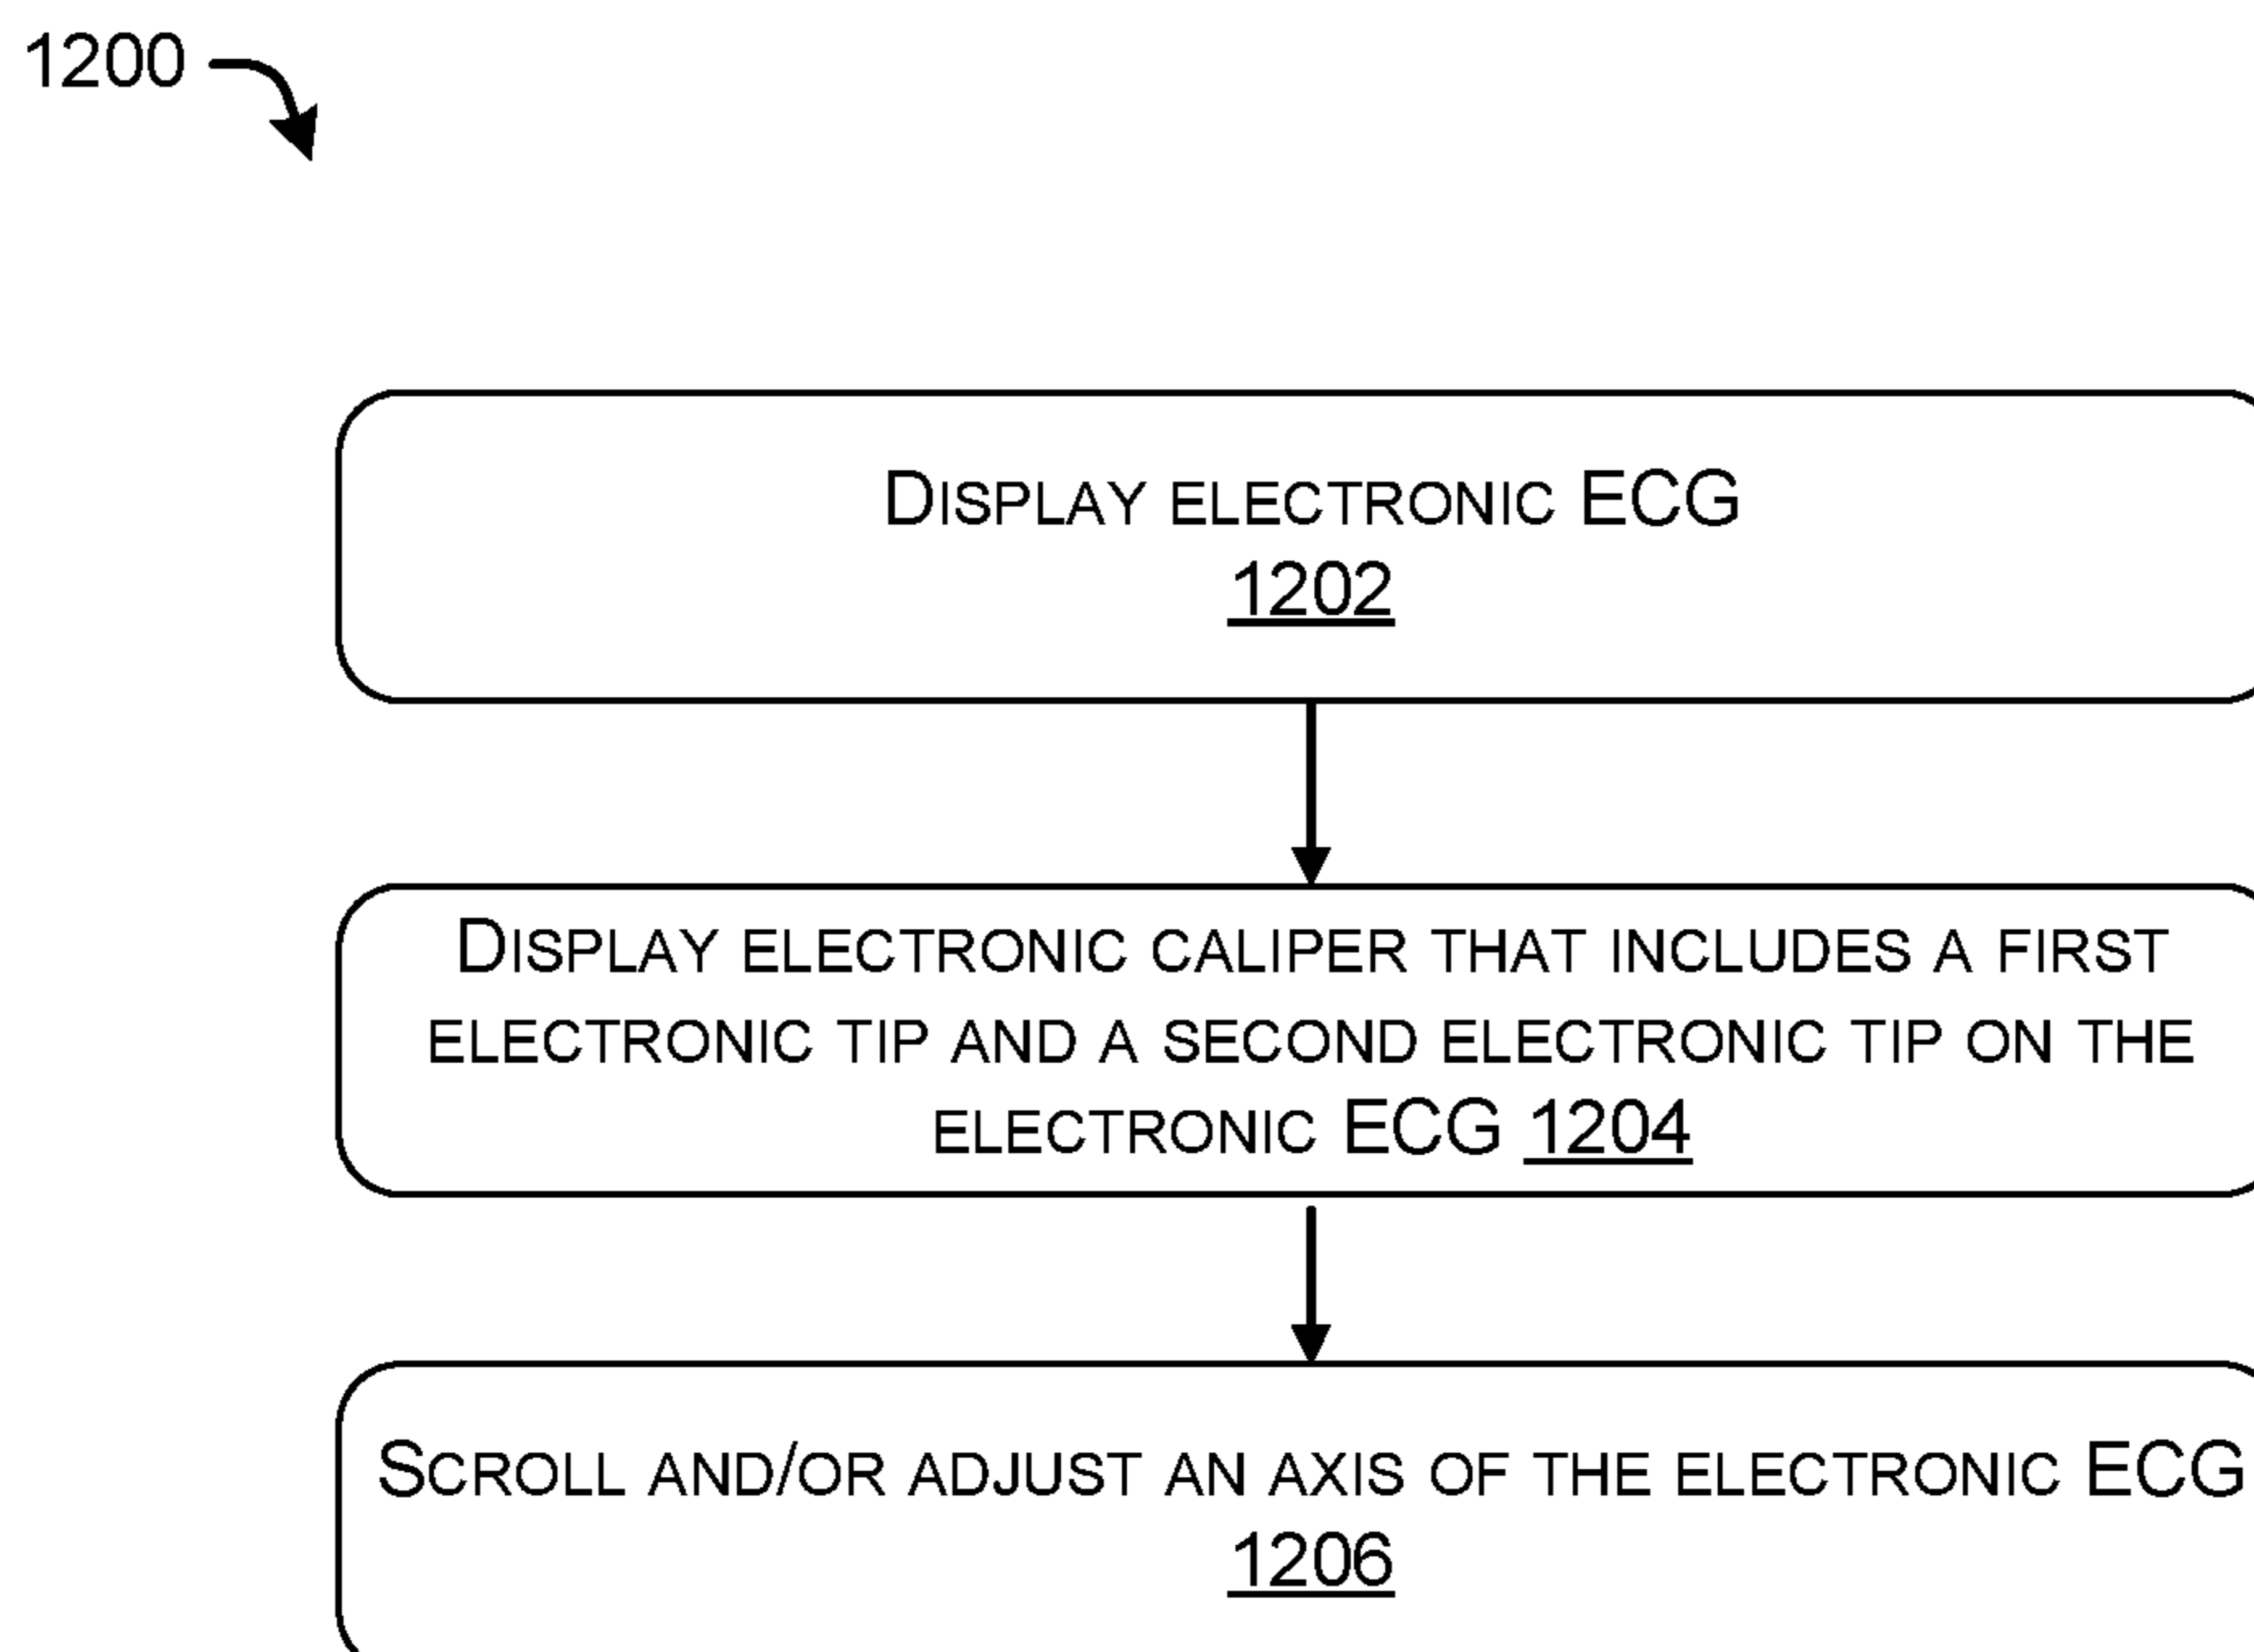 1200
Display electronic ECG
1202
Display electronic caliper that includes a first
electronic tip and a second electronic tip on the
electronic ECG 1204
Scroll and/or adjust an axis of the electronic ECG
1206